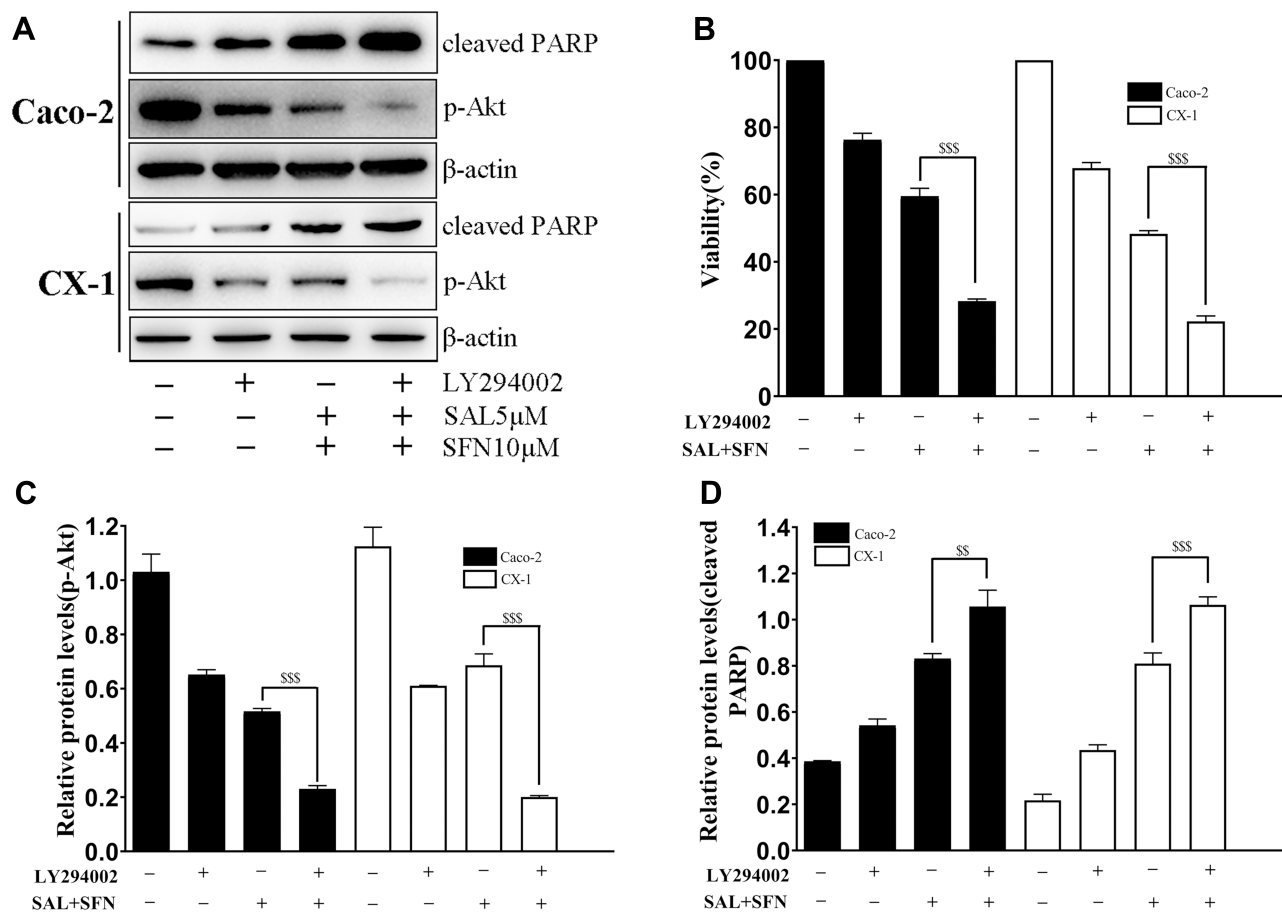 A
Caco-2
cleaved PARP
p-Akt
β-actin
CX-1
cleaved PARP
p-Akt
β-actin
− + − + LY294002
− − + + SAL5μM
− − + + SFN10μM
B
Viability(%)
100
80
60
40
20
0
$$$
$$$
Caco-2
CX-1
LY294002 − + − + − + − +
SAL+SFN − − + + − − + +
C
Relative protein levels(p-Akt)
1.2
1.0
0.8
0.6
0.4
0.2
0.0
$$$
$$$
Caco-2
CX-1
LY294002 − + − + − + − +
SAL+SFN − − + + − − + +
D
Relative protein levels(cleaved
PARP)
1.4
1.2
1.0
0.8
0.6
0.4
0.2
0.0
Caco-2
CX-1
$$
$$$
LY294002 − + − + − + − +
SAL+SFN − − + + − − + +